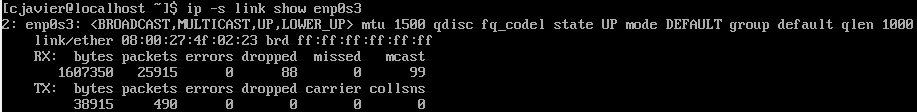 [cjavier@localhost ~]$ ip -s link show enp0s3
2: enp0s3: <BROADCAST,MULTICAST,UP,LOWER_UP> mtu 1500 qdisc fq_codel state UP mode DEFAULT group default qlen 1000
    link/ether 08:00:27:4f:02:23 brd ff:ff:ff:ff:ff:ff
    RX:  bytes packets errors dropped  missed   mcast
       1607350   25915      0      88       0      99
    TX:  bytes packets errors dropped carrier collsns
         38915     490      0       0       0       0